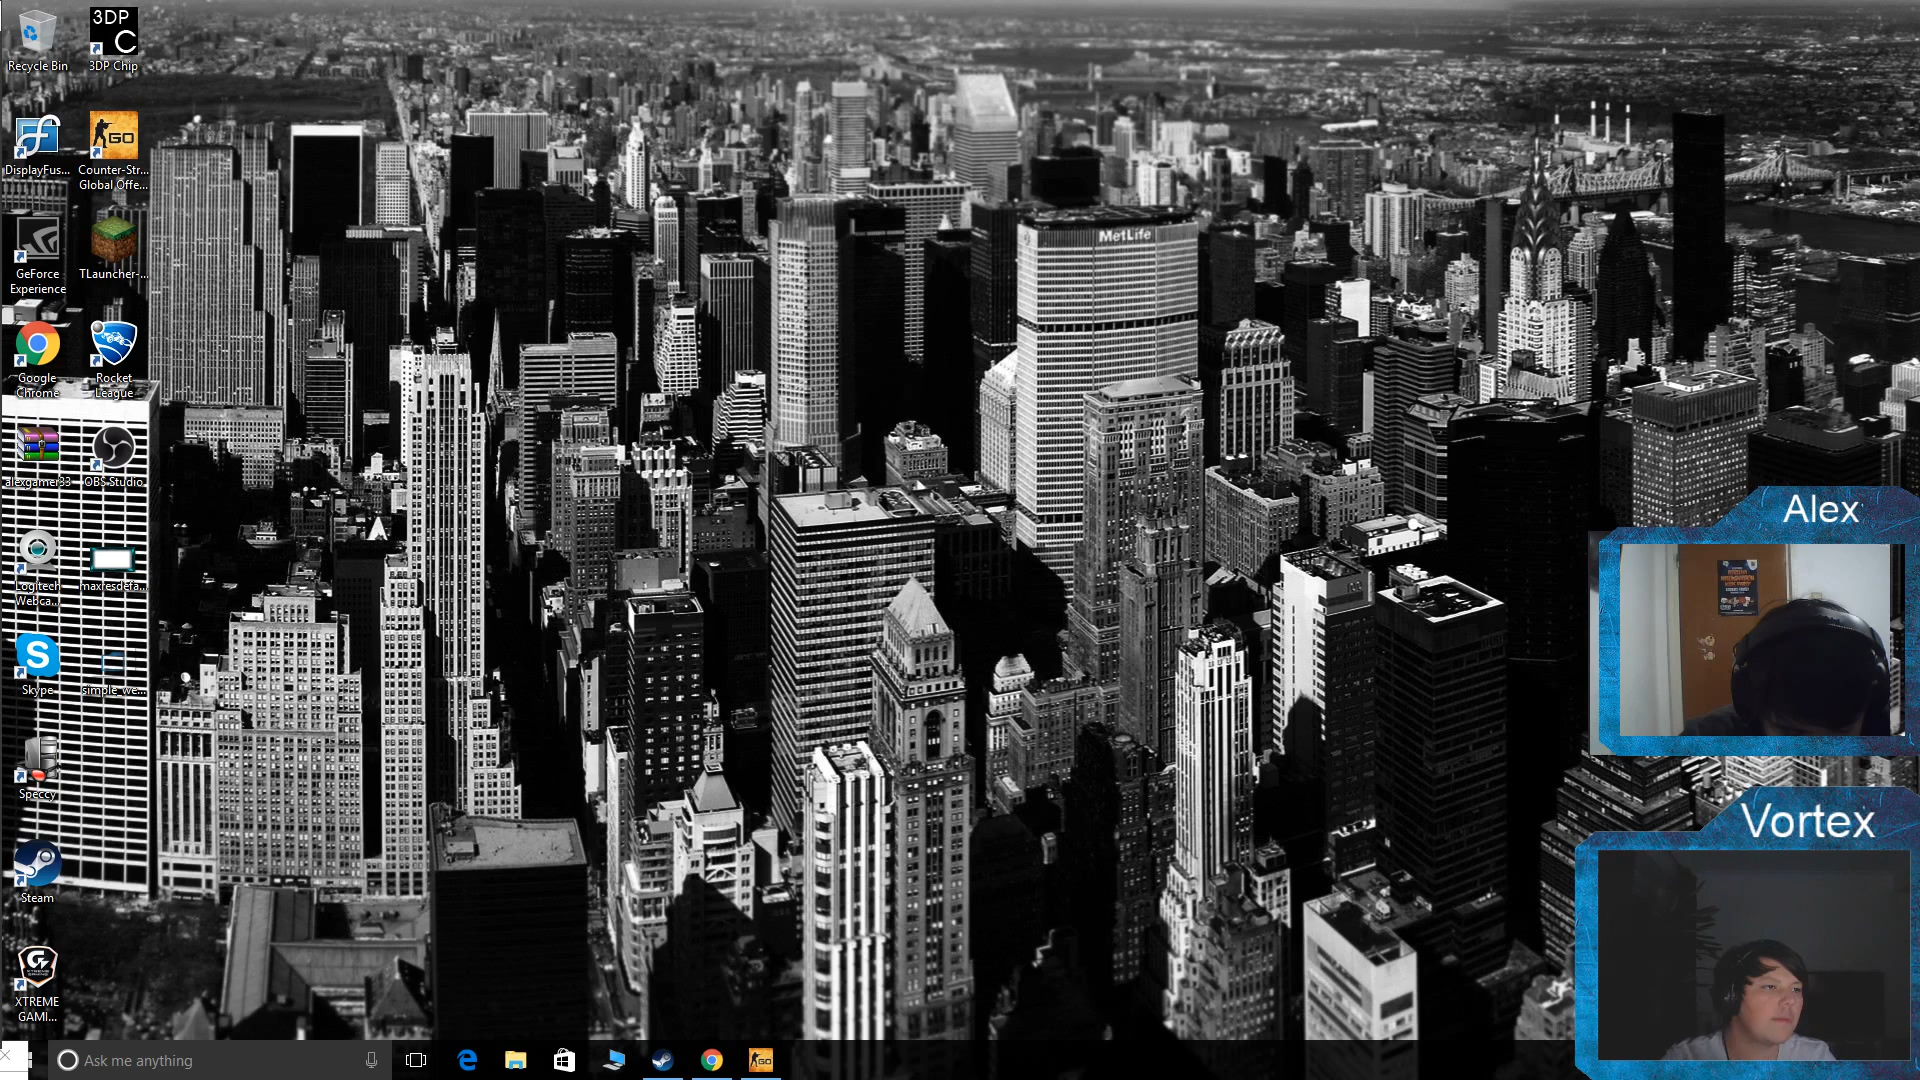 3DP
C
Recycle Bin
3DP Chip
GO
DisplayFus...
Counter-Str...
Global Offe...
GeForce
Experience
TLauncher-...
Google
Chrome
Rocket
League
alexgamer33
OBS Studio
Logitech
Webca...
maxresdefa...
S
Skype
simple_we...
Speccy
Steam
XTREME
GAMI...
MetLife
Alex
Vortex
Ask me anything
GO